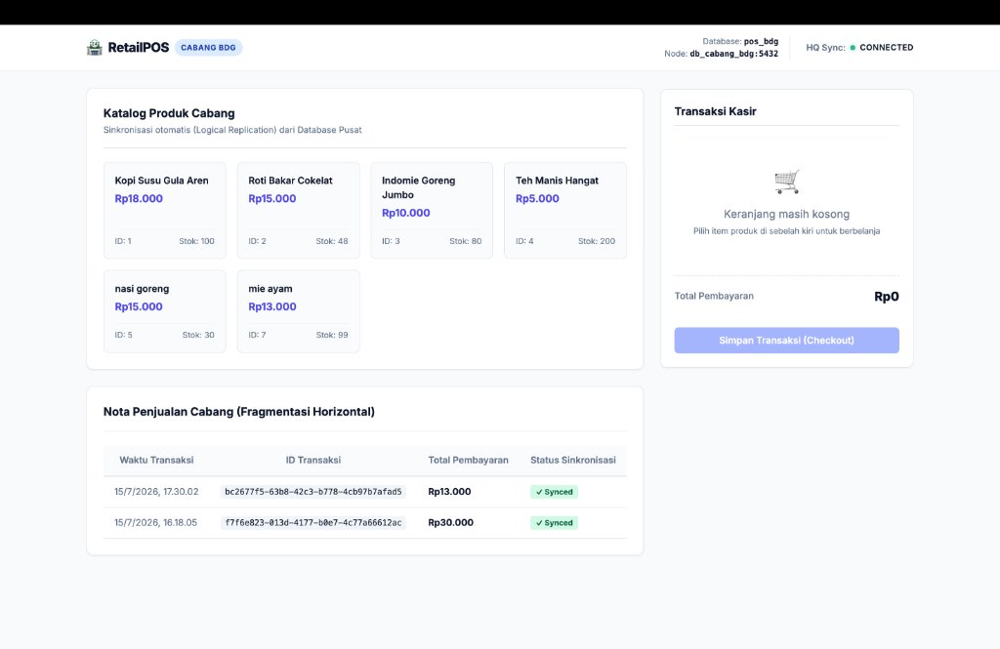 RetailPOS CABANG BDG
Database: pos_bdg
Node: db_cabang_bdg:5432
HQ Sync: CONNECTED
Katalog Produk Cabang
Sinkronisasi otomatis (Logical Replication) dari Database Pusat
Kopi Susu Gula Aren
Rp18.000
ID: 1 Stok: 100
Roti Bakar Cokelat
Rp15.000
ID: 2 Stok: 48
Indomie Goreng
Jumbo
Rp10.000
ID: 3 Stok: 80
Teh Manis Hangat
Rp5.000
ID: 4 Stok: 200
nasi goreng
Rp15.000
ID: 5 Stok: 30
mie ayam
Rp13.000
ID: 7 Stok: 99
Transaksi Kasir
Keranjang masih kosong
Pilih item produk di sebelah kiri untuk berbelanja
Total Pembayaran Rp0
Simpan Transaksi (Checkout)
Nota Penjualan Cabang (Fragmentasi Horizontal)
Waktu Transaksi ID Transaksi Total Pembayaran Status Sinkronisasi
15/7/2026, 17.30.02 bc2677f5-63b8-42c3-b778-4cb97b7afad5 Rp13.000 ✓ Synced
15/7/2026, 16.18.05 f7f6e823-013d-4177-b0e7-4c77a66612ac Rp30.000 ✓ Synced